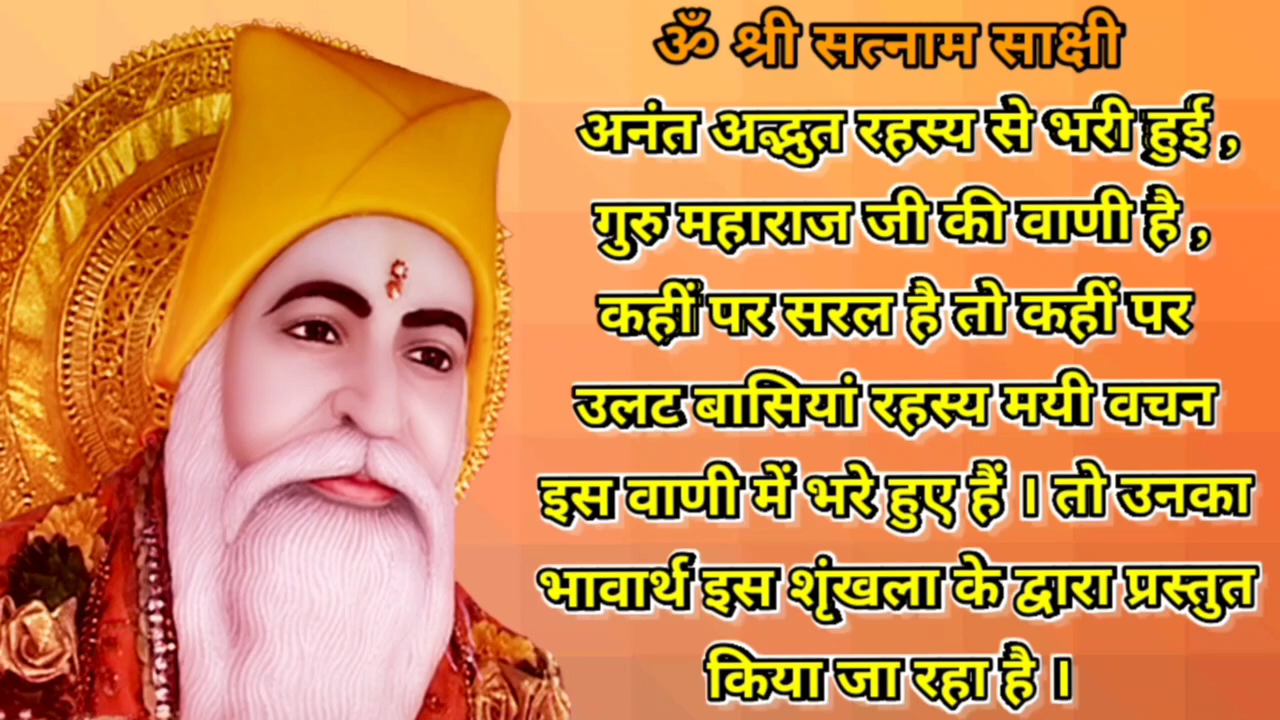 ॐ श्री सत्नाम साक्षी
अनंत अद्भुत रहस्य से भरी हुई ,
गुरु महाराज जी की वाणी है ,
कहीं पर सरल है तो कहीं पर
उलट बासियां रहस्य मयी वचन
इस वाणी में भरे हुए हैं । तो उनका
भावार्थ इस शृंखला के द्वारा प्रस्तुत
किया जा रहा है ।